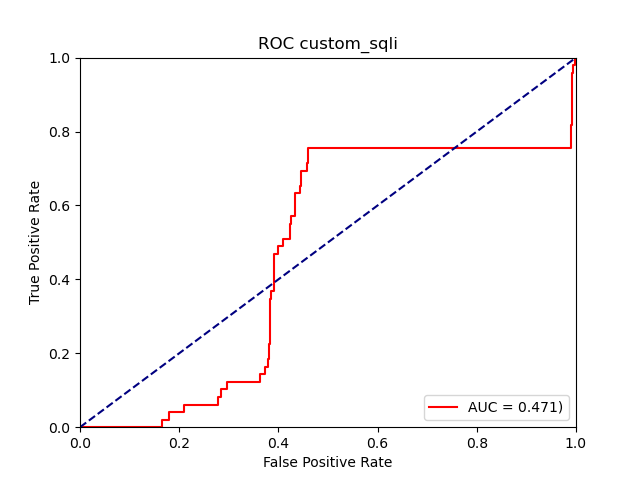 ROC custom_sqli
True Positive Rate
1.0
0.8
0.6
0.4
0.2
0.0
AUC = 0.471)
0.0 0.2 0.4 0.6 0.8 1.0
False Positive Rate